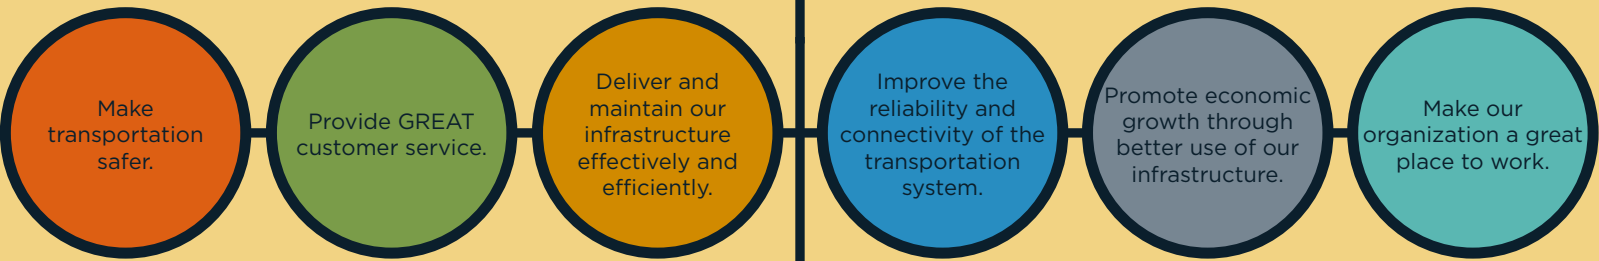 Make
transportation
safer.
Provide GREAT
customer service.
Deliver and
maintain our
infrastructure
effectively and
efficiently.
Improve the
reliability and
connectivity of the
transportation
system.
Promote economic
growth through
better use of our
infrastructure.
Make our
organization a great
place to work.